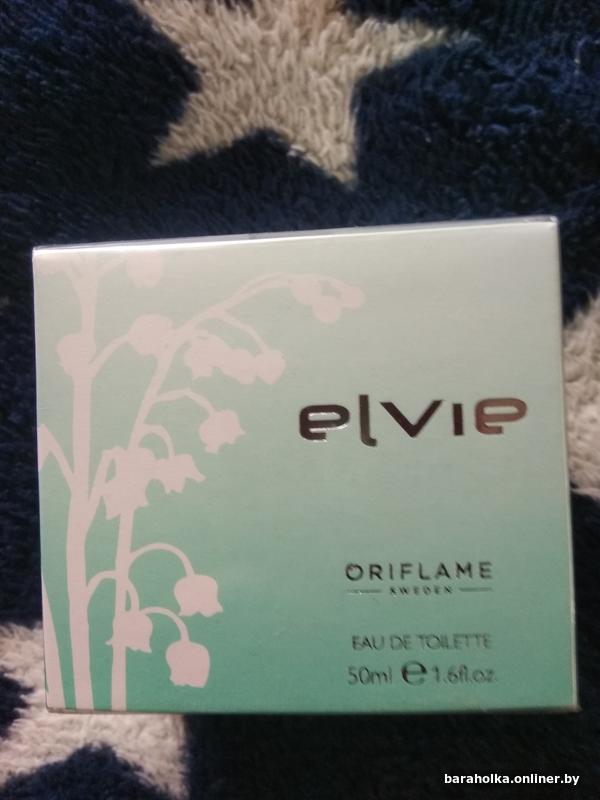 elvie
ORIFLAME
SWEDEN
EAU DE TOILETTE
50ml ℮ 1.6fl.oz.
baraholka.onliner.by